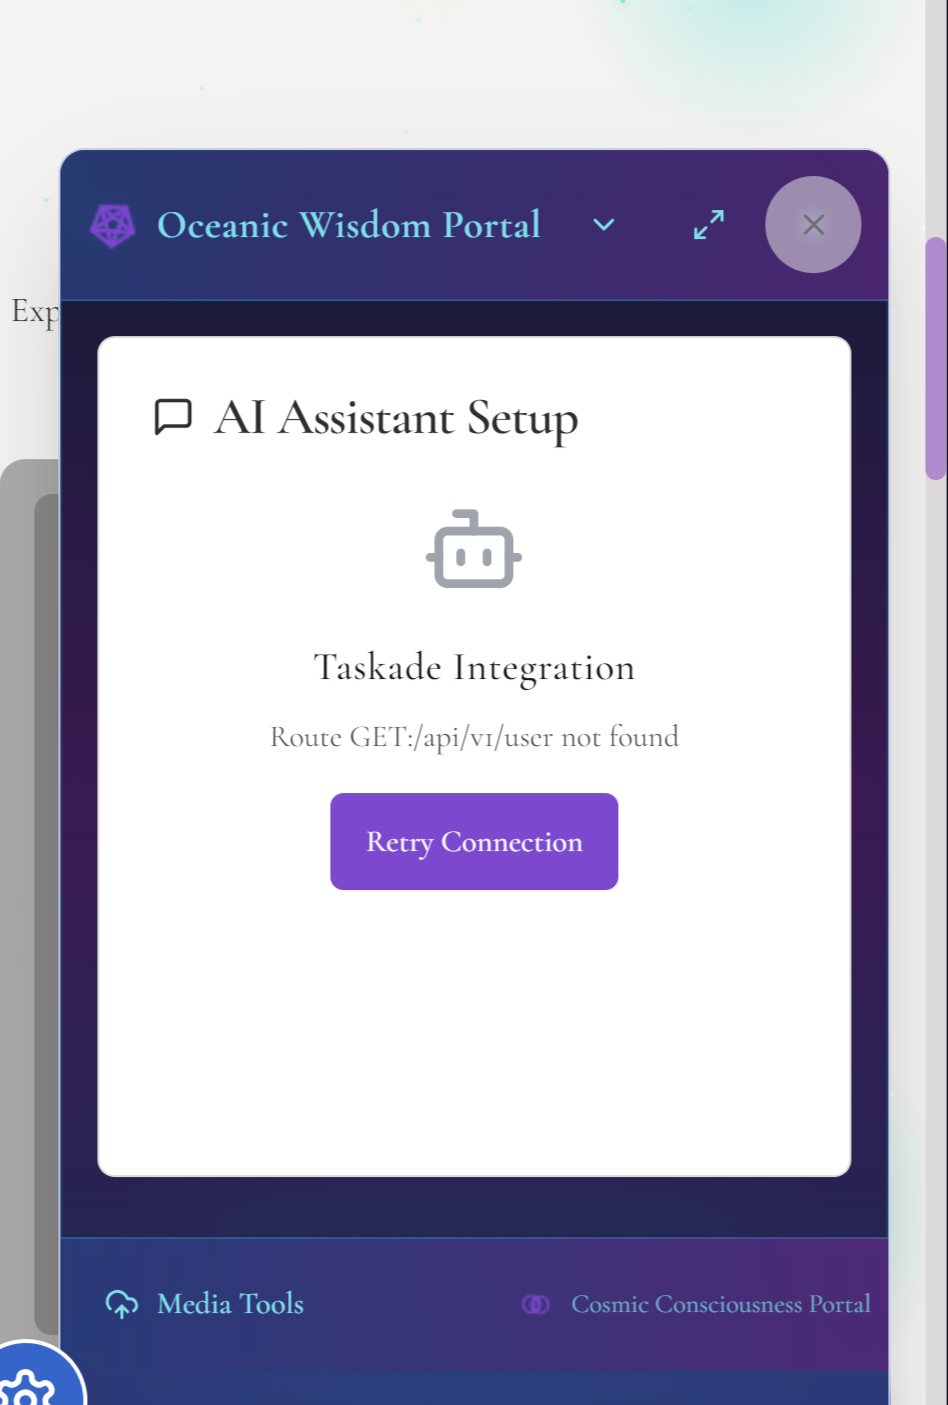 Oceanic Wisdom Portal
Exp
AI Assistant Setup
Taskade Integration
Route GET:/api/v1/user not found
Retry Connection
Media Tools
Cosmic Consciousness Portal